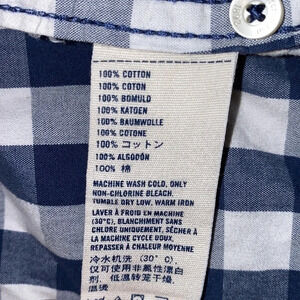 100% COTTON
100% COTON
100% BOMULD
100% KATOEN
100% BAUMWOLLE
100% COTONE
100% コットン
100% ALGODÓN
100% 棉
MACHINE WASH COLD, ONLY
NON-CHLORINE BLEACH,
TUMBLE DRY LOW, WARM IRON
LAVER À FROID EN MACHINE
(30°C), BLANCHIMENT SANS
CHLORE UNIQUEMENT, SÉCHER À
LA MACHINE CYCLE DOUX,
REPASSER À CHALEUR MOYENNE
冷水机洗 (30°C),
仅可使用非氯性漂白
剂, 低温转笼干燥,
温烫